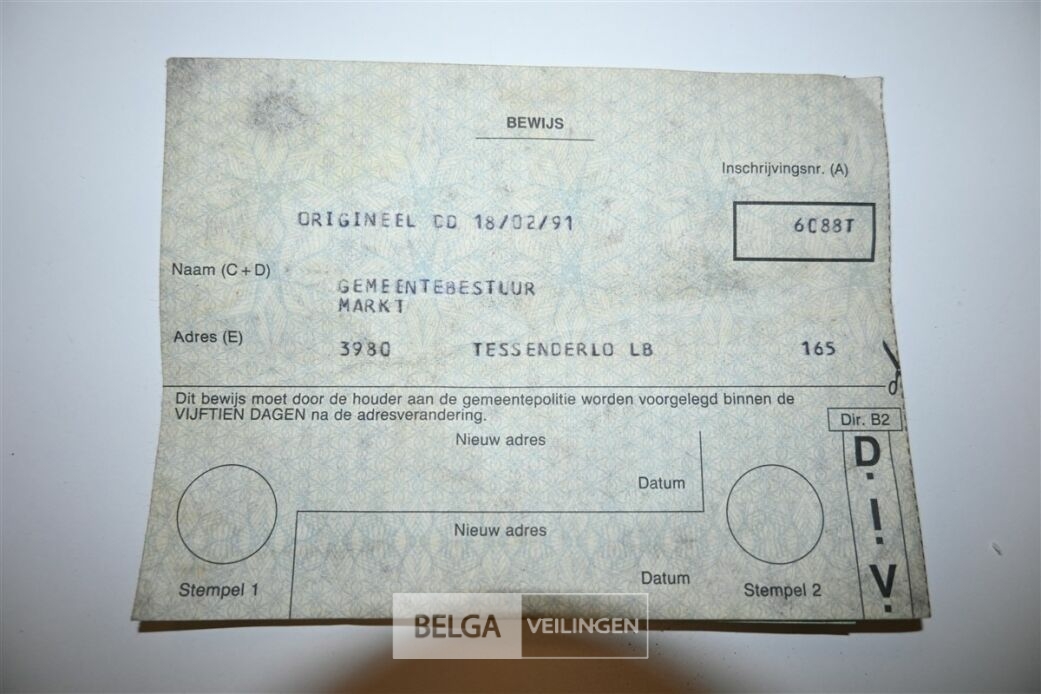 BEWIJS
Inschrijvingsnr. (A)
ORIGINEEL CD 18/02/91
6C88T
Naam (C + D)
GEMEENTEBESTUUR
MARKT
Adres (E)
3980 TESSENDERLO LB 165
Dit bewijs moet door de houder aan de gemeentepolitie worden voorgelegd binnen de
VIJFTIEN DAGEN na de adresverandering.
Dir. B2
Nieuw adres
D.I.V.
Datum
Nieuw adres
Datum
Stempel 1
Stempel 2
BELGA VEILINGEN